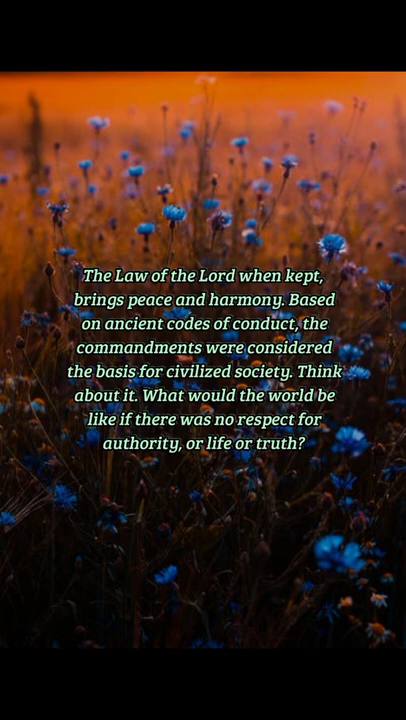 The Law of the Lord when kept,
brings peace and harmony. Based
on ancient codes of conduct, the
commandments were considered
the basis for civilized society. Think
about it. What would the world be
like if there was no respect for
authority, or life or truth?